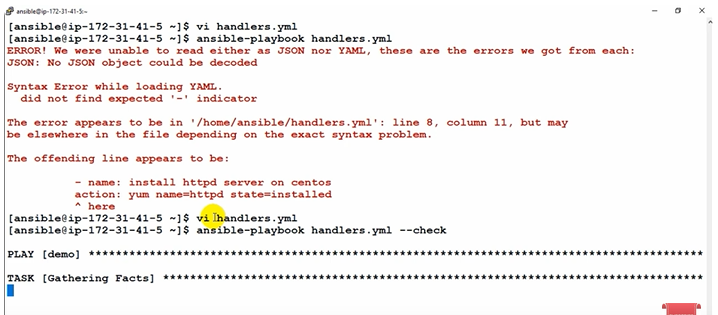 ansible@ip-172-31-41-5:~
[ansible@ip-172-31-41-5 ~]$ vi handlers.yml
[ansible@ip-172-31-41-5 ~]$ ansible-playbook handlers.yml
ERROR! We were unable to read either as JSON nor YAML, these are the errors we got from each:
JSON: No JSON object could be decoded
Syntax Error while loading YAML.
did not find expected '-' indicator
The error appears to be in '/home/ansible/handlers.yml': line 8, column 11, but may
be elsewhere in the file depending on the exact syntax problem.
The offending line appears to be:
- name: install httpd server on centos
action: yum name=httpd state=installed
^ here
[ansible@ip-172-31-41-5 ~]$ vi handlers.yml
[ansible@ip-172-31-41-5 ~]$ ansible-playbook handlers.yml --check
PLAY [demo] ***********************************************************************************
TASK [Gathering Facts] ************************************************************************